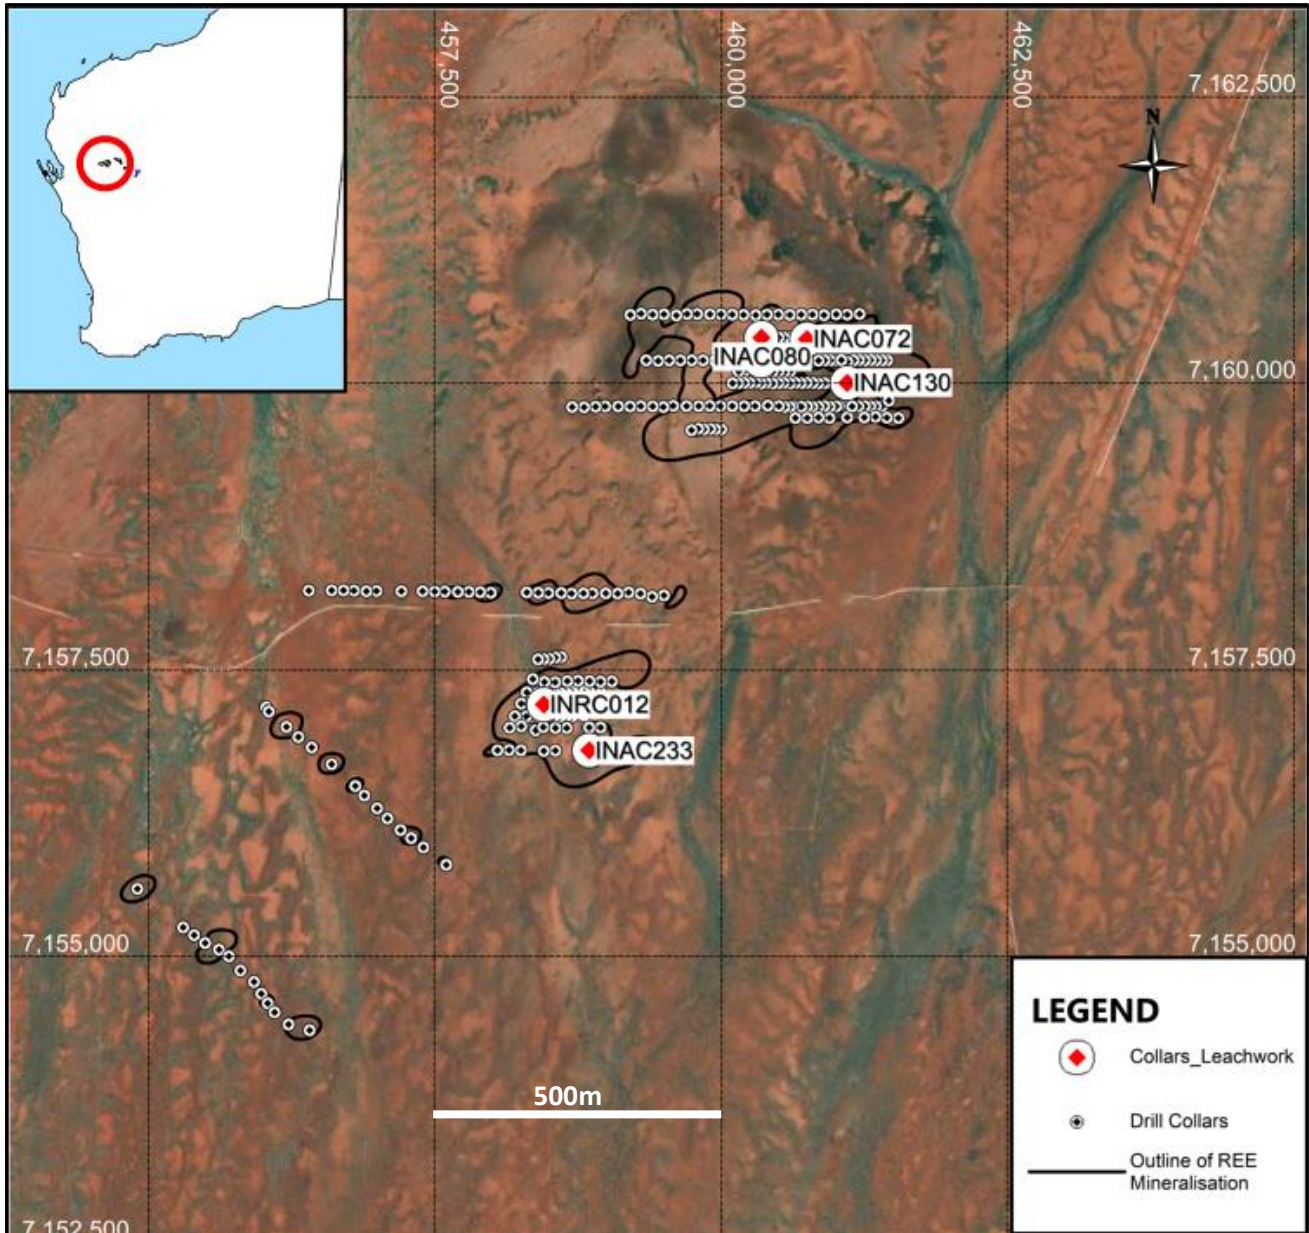 457,500
460,000
462,500
7,162,500
N
r
INAC072
INAC080
INAC130
7,160,000
7,157,500
7,157,500
INRC012
INAC233
7,155,000
7,155,000
LEGEND
Collars_Leachwork
500m
Drill Collars
Outline of REE
Mineralisation
7,152,500